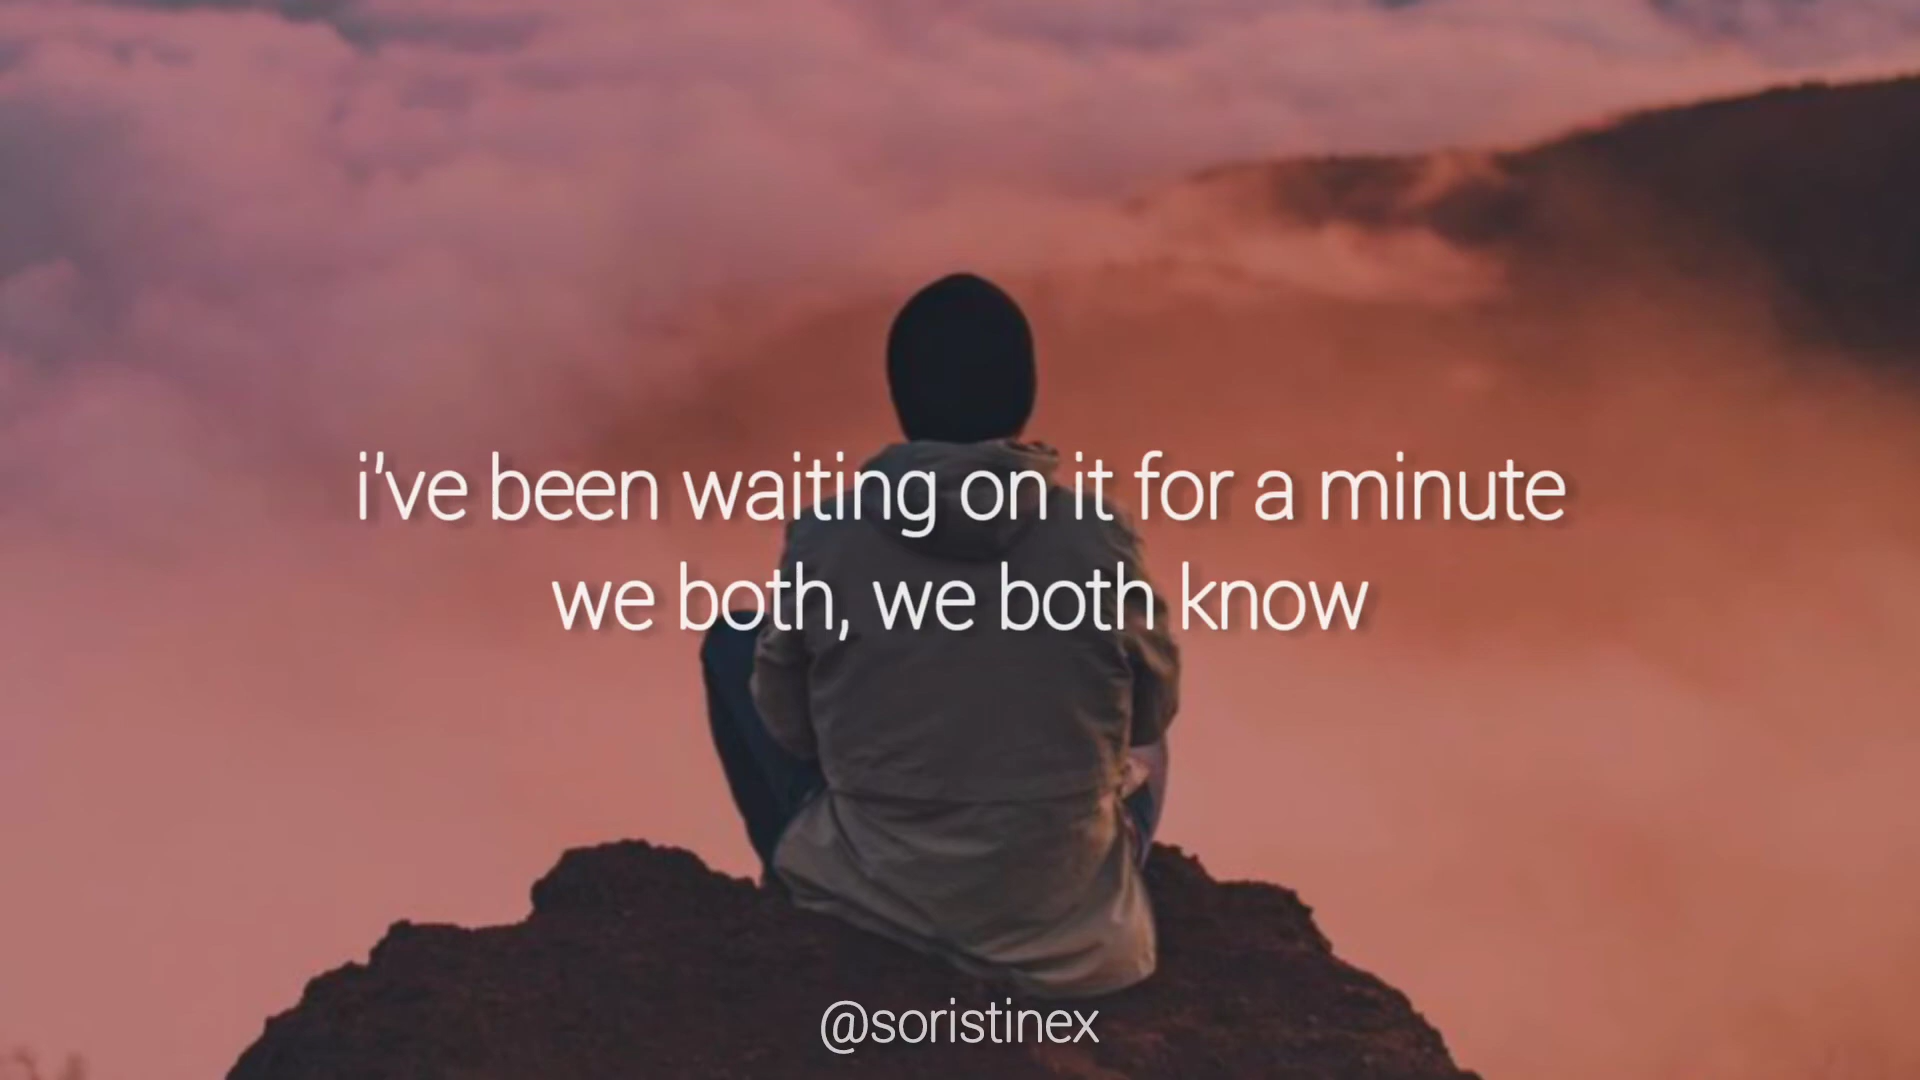 i've been waiting on it for a minute
we both, we both know
@soristinex